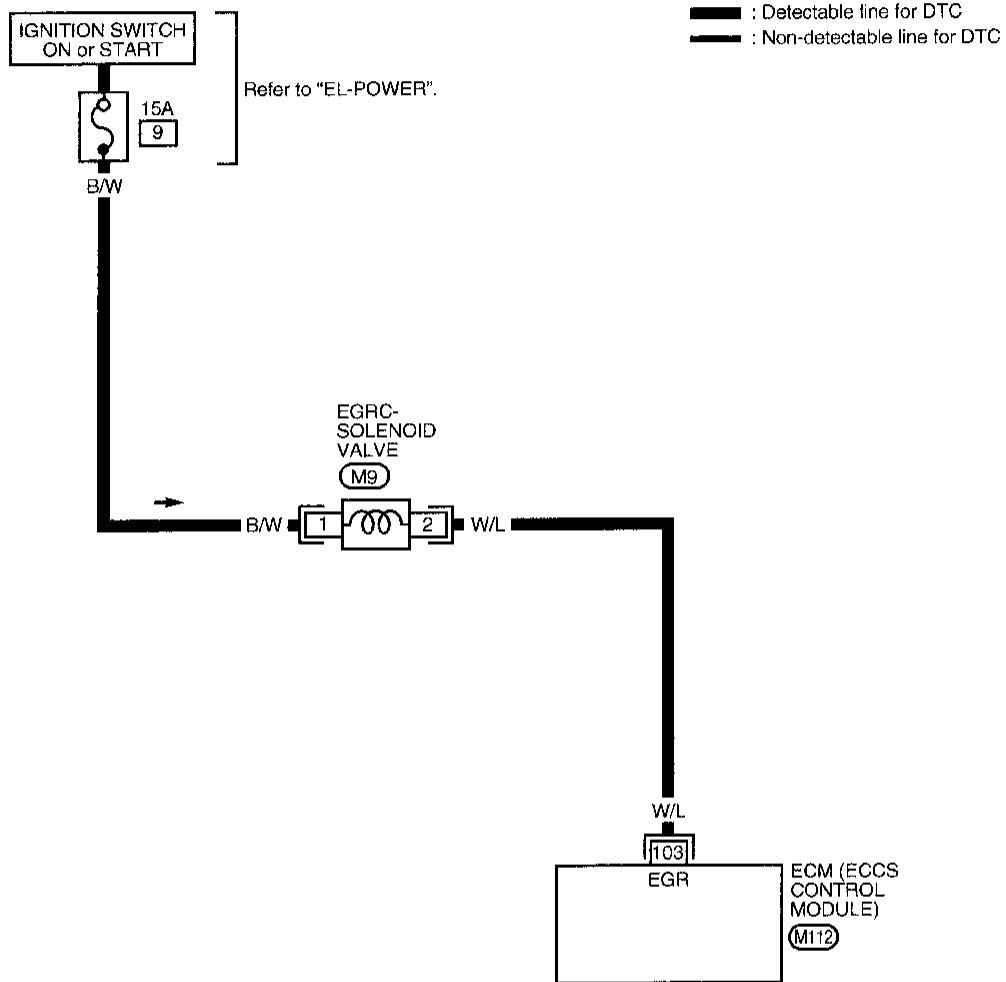 IGNITION SWITCH
ON or START
: Detectable line for DTC
: Non-detectable line for DTC
Refer to “EL-POWER”.
15A
9
B/W
EGRC-
SOLENOID
VALVE
M9
B/W
1
2
W/L
W/L
103
EGR
ECM (ECCS
CONTROL
MODULE)
M112